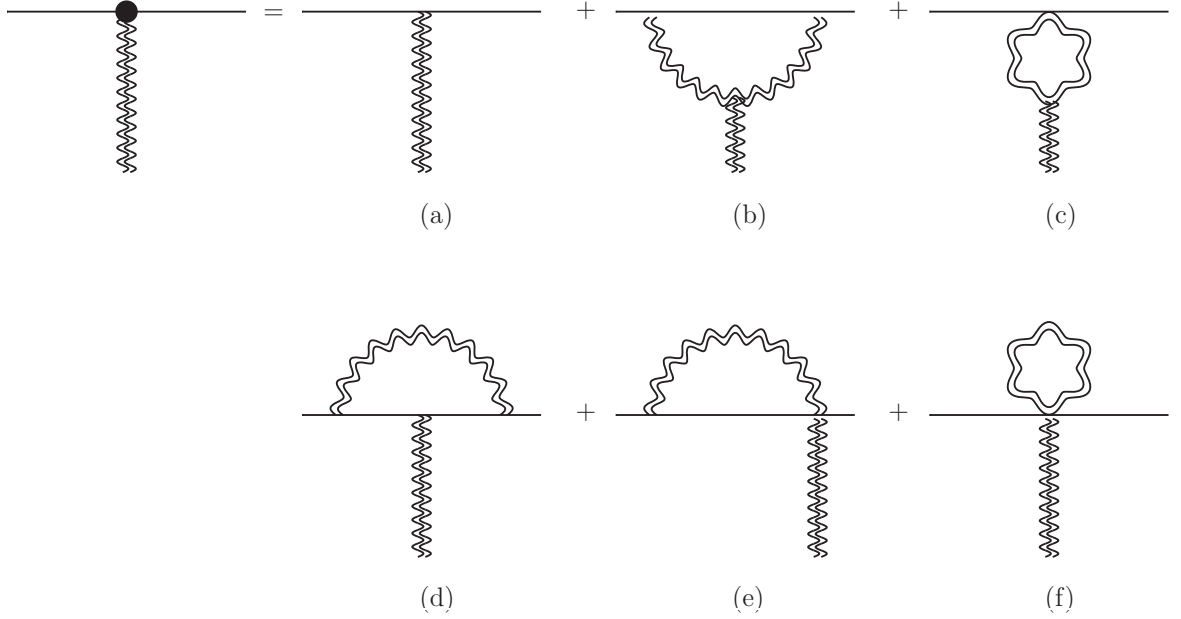 = + +
(a) (b) (c)
+ +
(d) (e) (f)